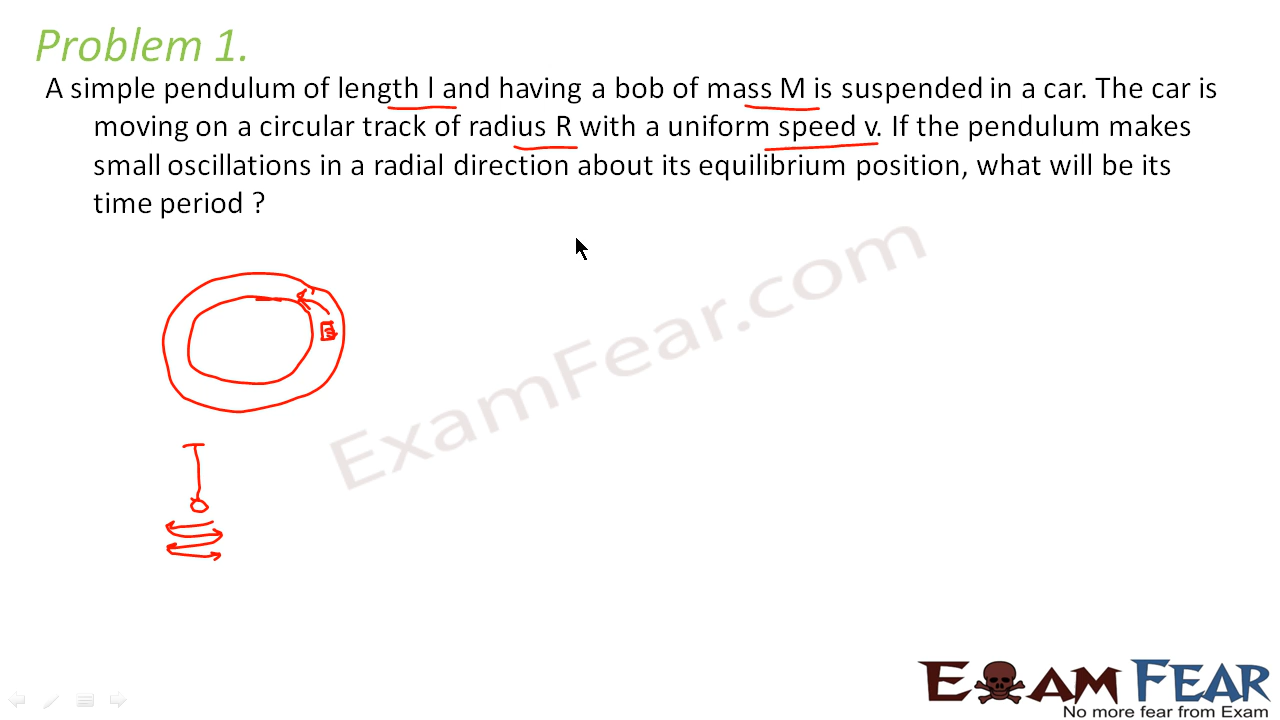 Problem 1.
A simple pendulum of length l and having a bob of mass M is suspended in a car. The car is
moving on a circular track of radius R with a uniform speed v. If the pendulum makes
small oscillations in a radial direction about its equilibrium position, what will be its
time period ?
ExamFear.com
EXAM FEAR
No more fear from Exam